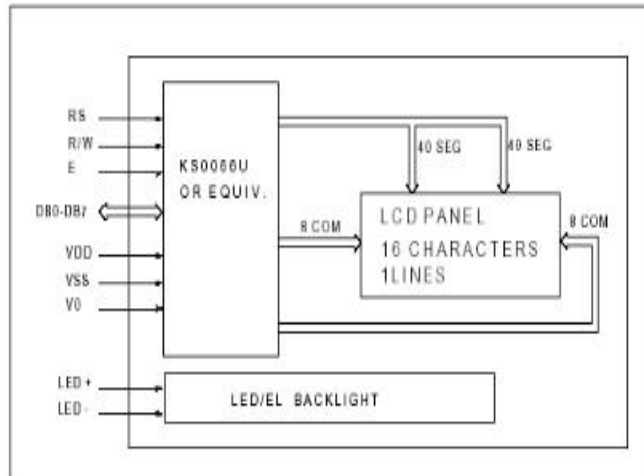 RS
R/W
E
DB0-DB7
VDD
VSS
V0
LED +
LED -
KS0066U
OR EQUIV.
40 SEG
40 SEG
8 COM
8 COM
LCD PANEL
16 CHARACTERS
1LINES
LED/EL BACKLIGHT